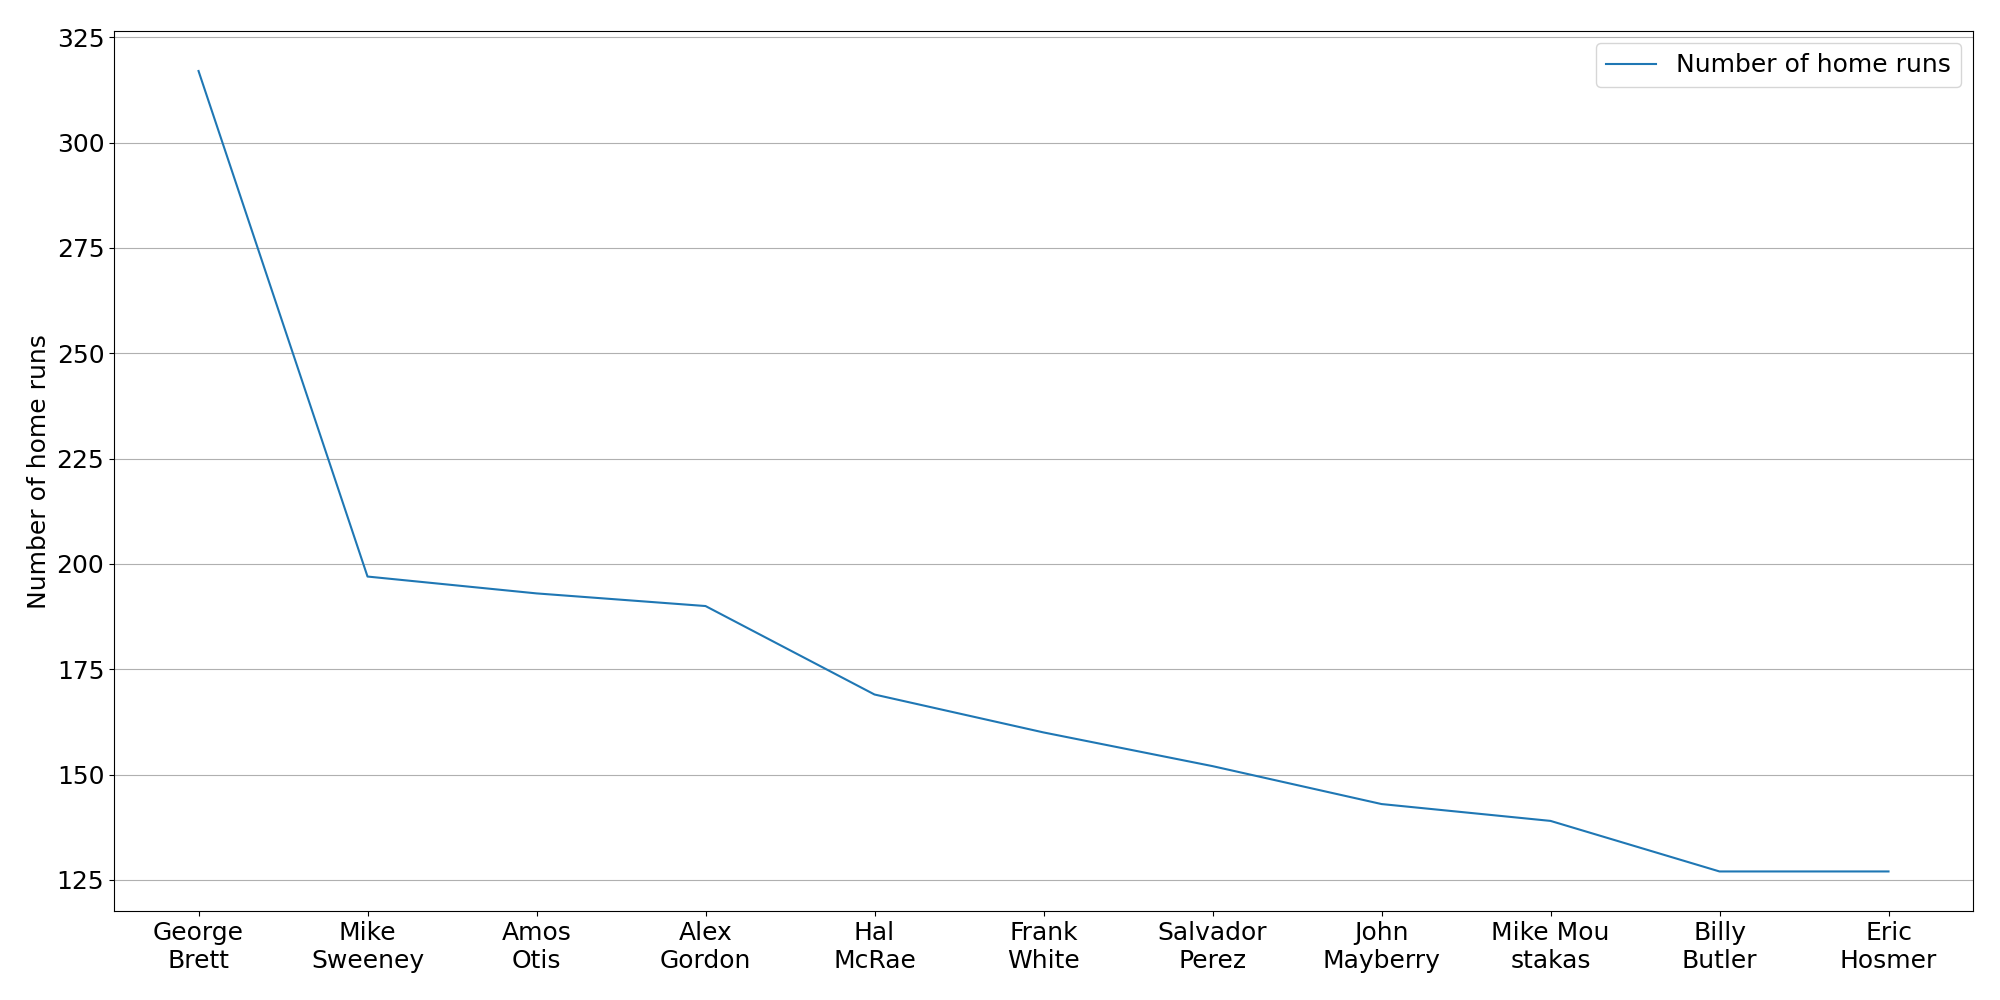 325
300
275
250
225
200
175
150
125
Number of home runs
Number of home runs
George
Brett
Mike
Sweeney
Amos
Otis
Alex
Gordon
Hal
McRae
Frank
White
Salvador
Perez
John
Mayberry
Mike Mou
stakas
Billy
Butler
Eric
Hosmer